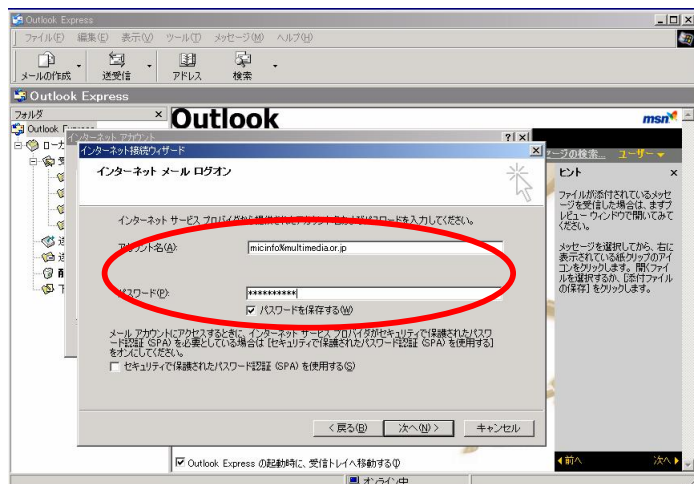 Outlook Express
ファイル(F) 編集(E) 表示(V) ツール(T) メッセージ(M) ヘルプ(H)
メールの作成 送受信 アドレス 検索
Outlook Express
フォルダ
Outlook
Outlook
msn
インターネット アカウント
インターネット接続ウィザード
インターネット メール ログオン
インターネット サービス プロバイダから提供されたアカウント名およびパスワードを入力してください。
アカウント名(A): micinfo%multimedia.or.jp
パスワード(P): **********
パスワードを保存する(W)
メール アカウントにアクセスするときに、インターネット サービス プロバイダがセキュリティで保護されたパスワ
ード認証 (SPA) を必要としている場合は [セキュリティで保護されたパスワード認証 (SPA) を使用する]
をオンにしてください。
セキュリティで保護されたパスワード認証 (SPA) を使用する(S)
< 戻る(B) 次へ(N) > キャンセル
セージの検索... ユーザー
ヒント
ファイルが添付されているメッセ
ージを受信した場合は、まずプ
レビュー ウィンドウで開いてみて
ください。
メッセージを選択してから、右に
表示されている紙クリップのアイ
コンをクリックします。開くファイ
ルを選択するか、[添付ファイル
の保存] をクリックします。
前へ 次へ
Outlook Express の起動時に、受信トレイへ移動する(I)
オンライン中